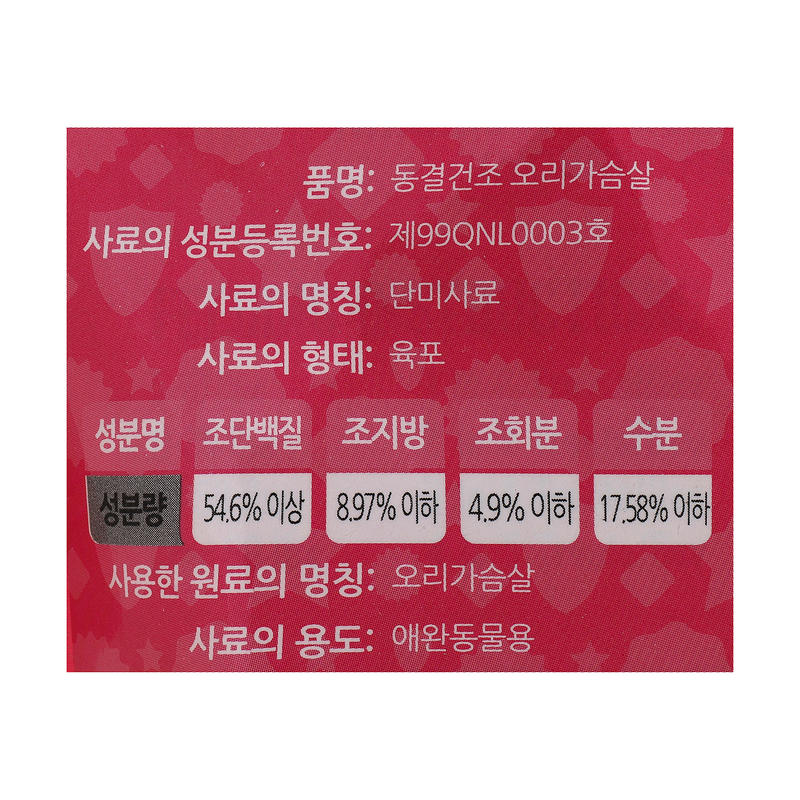 품명: 동결건조 오리가슴살
사료의 성분등록번호: 제99QNL0003호
사료의 명칭: 단미사료
사료의 형태: 육포
성분명 조단백질 조지방 조회분 수분
성분량 54.6% 이상 8.97% 이하 4.9% 이하 17.58% 이하
사용한 원료의 명칭: 오리가슴살
사료의 용도: 애완동물용